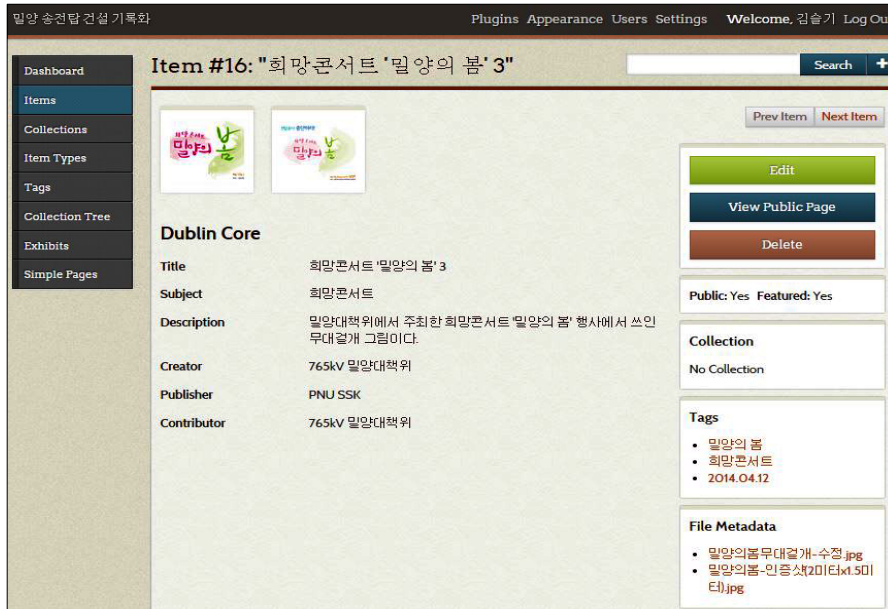 밀양 송전탑 건설 기록화
Plugins Appearance Users Settings Welcome, 김슬기 Log Ou
Dashboard
Items
Collections
Item Types
Tags
Collection Tree
Exhibits
Simple Pages
Item #16: "희망콘서트 '밀양의 봄' 3"
Search +
Prev Item Next Item
밀양의 봄
밀양의 봄
Dublin Core
Title 희망콘서트 '밀양의 봄' 3
Subject 희망콘서트
Description 밀양대책위에서 주최한 희망콘서트 '밀양의 봄' 행사에서 쓰인
무대걸개 그림이다.
Creator 765kV 밀양대책위
Publisher PNU SSK
Contributor 765kV 밀양대책위
Edit
View Public Page
Delete
Public: Yes Featured: Yes
Collection
No Collection
Tags
밀양의 봄
희망콘서트
2014.04.12
File Metadata
밀양의봄무대걸개-수정.jpg
밀양의봄-인증샷(2미터x1.5미
터).jpg